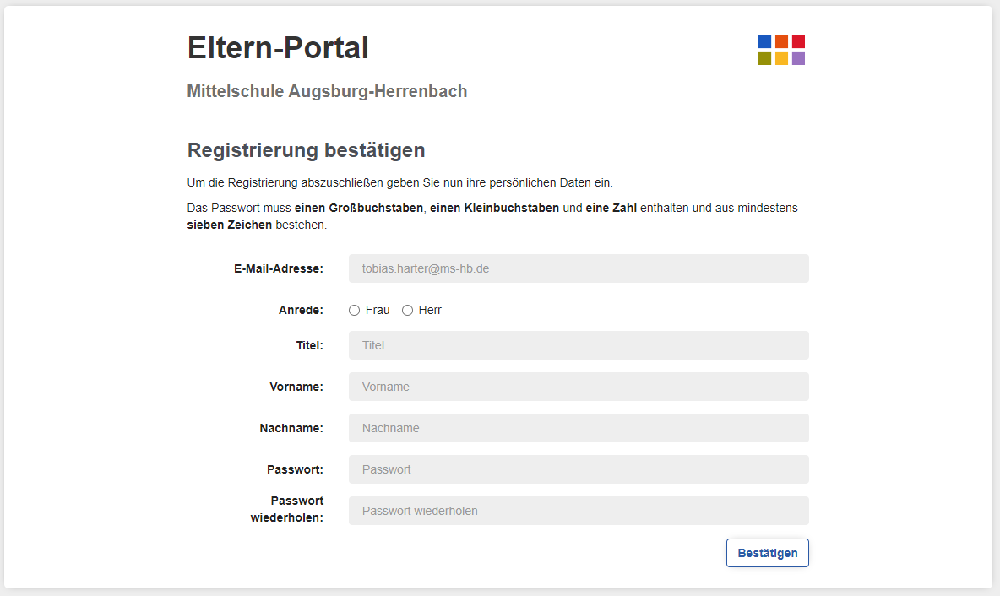 Eltern-Portal
Mittelschule Augsburg-Herrenbach
Registrierung bestätigen
Um die Registrierung abszuschließen geben Sie nun ihre persönlichen Daten ein.
Das Passwort muss einen Großbuchstaben, einen Kleinbuchstaben und eine Zahl enthalten und aus mindestens
sieben Zeichen bestehen.
E-Mail-Adresse: tobias.harter@ms-hb.de
Anrede: Frau Herr
Titel: Titel
Vorname: Vorname
Nachname: Nachname
Passwort: Passwort
Passwort
wiederholen: Passwort wiederholen
Bestätigen